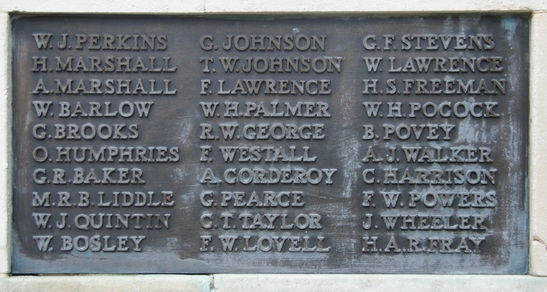 W. J. PERKINS
H. MARSHALL
A. MARSHALL
W. BARLOW
G. BROOKS
O. HUMPHRIES
G. R. BAKER
M. R. B. LIDDLE
W. J. QUINTIN
W. BOSLEY
G. JOHNSON
T. W. JOHNSON
F. LAWRENCE
W. H. PALMER
R. W. GEORGE
F. WESTALL
A. CORDEROY
G. PEARCE
C. T. TAYLOR
F. W. LOVELL
G. F. STEVENS
W. LAWRENCE
H. S. FREEMAN
W. H. POCOCK
B. POVEY
A. J. WALKER
C. HARRISON
F. W. POWERS
J. WHEELER
H. A. R. FRAY